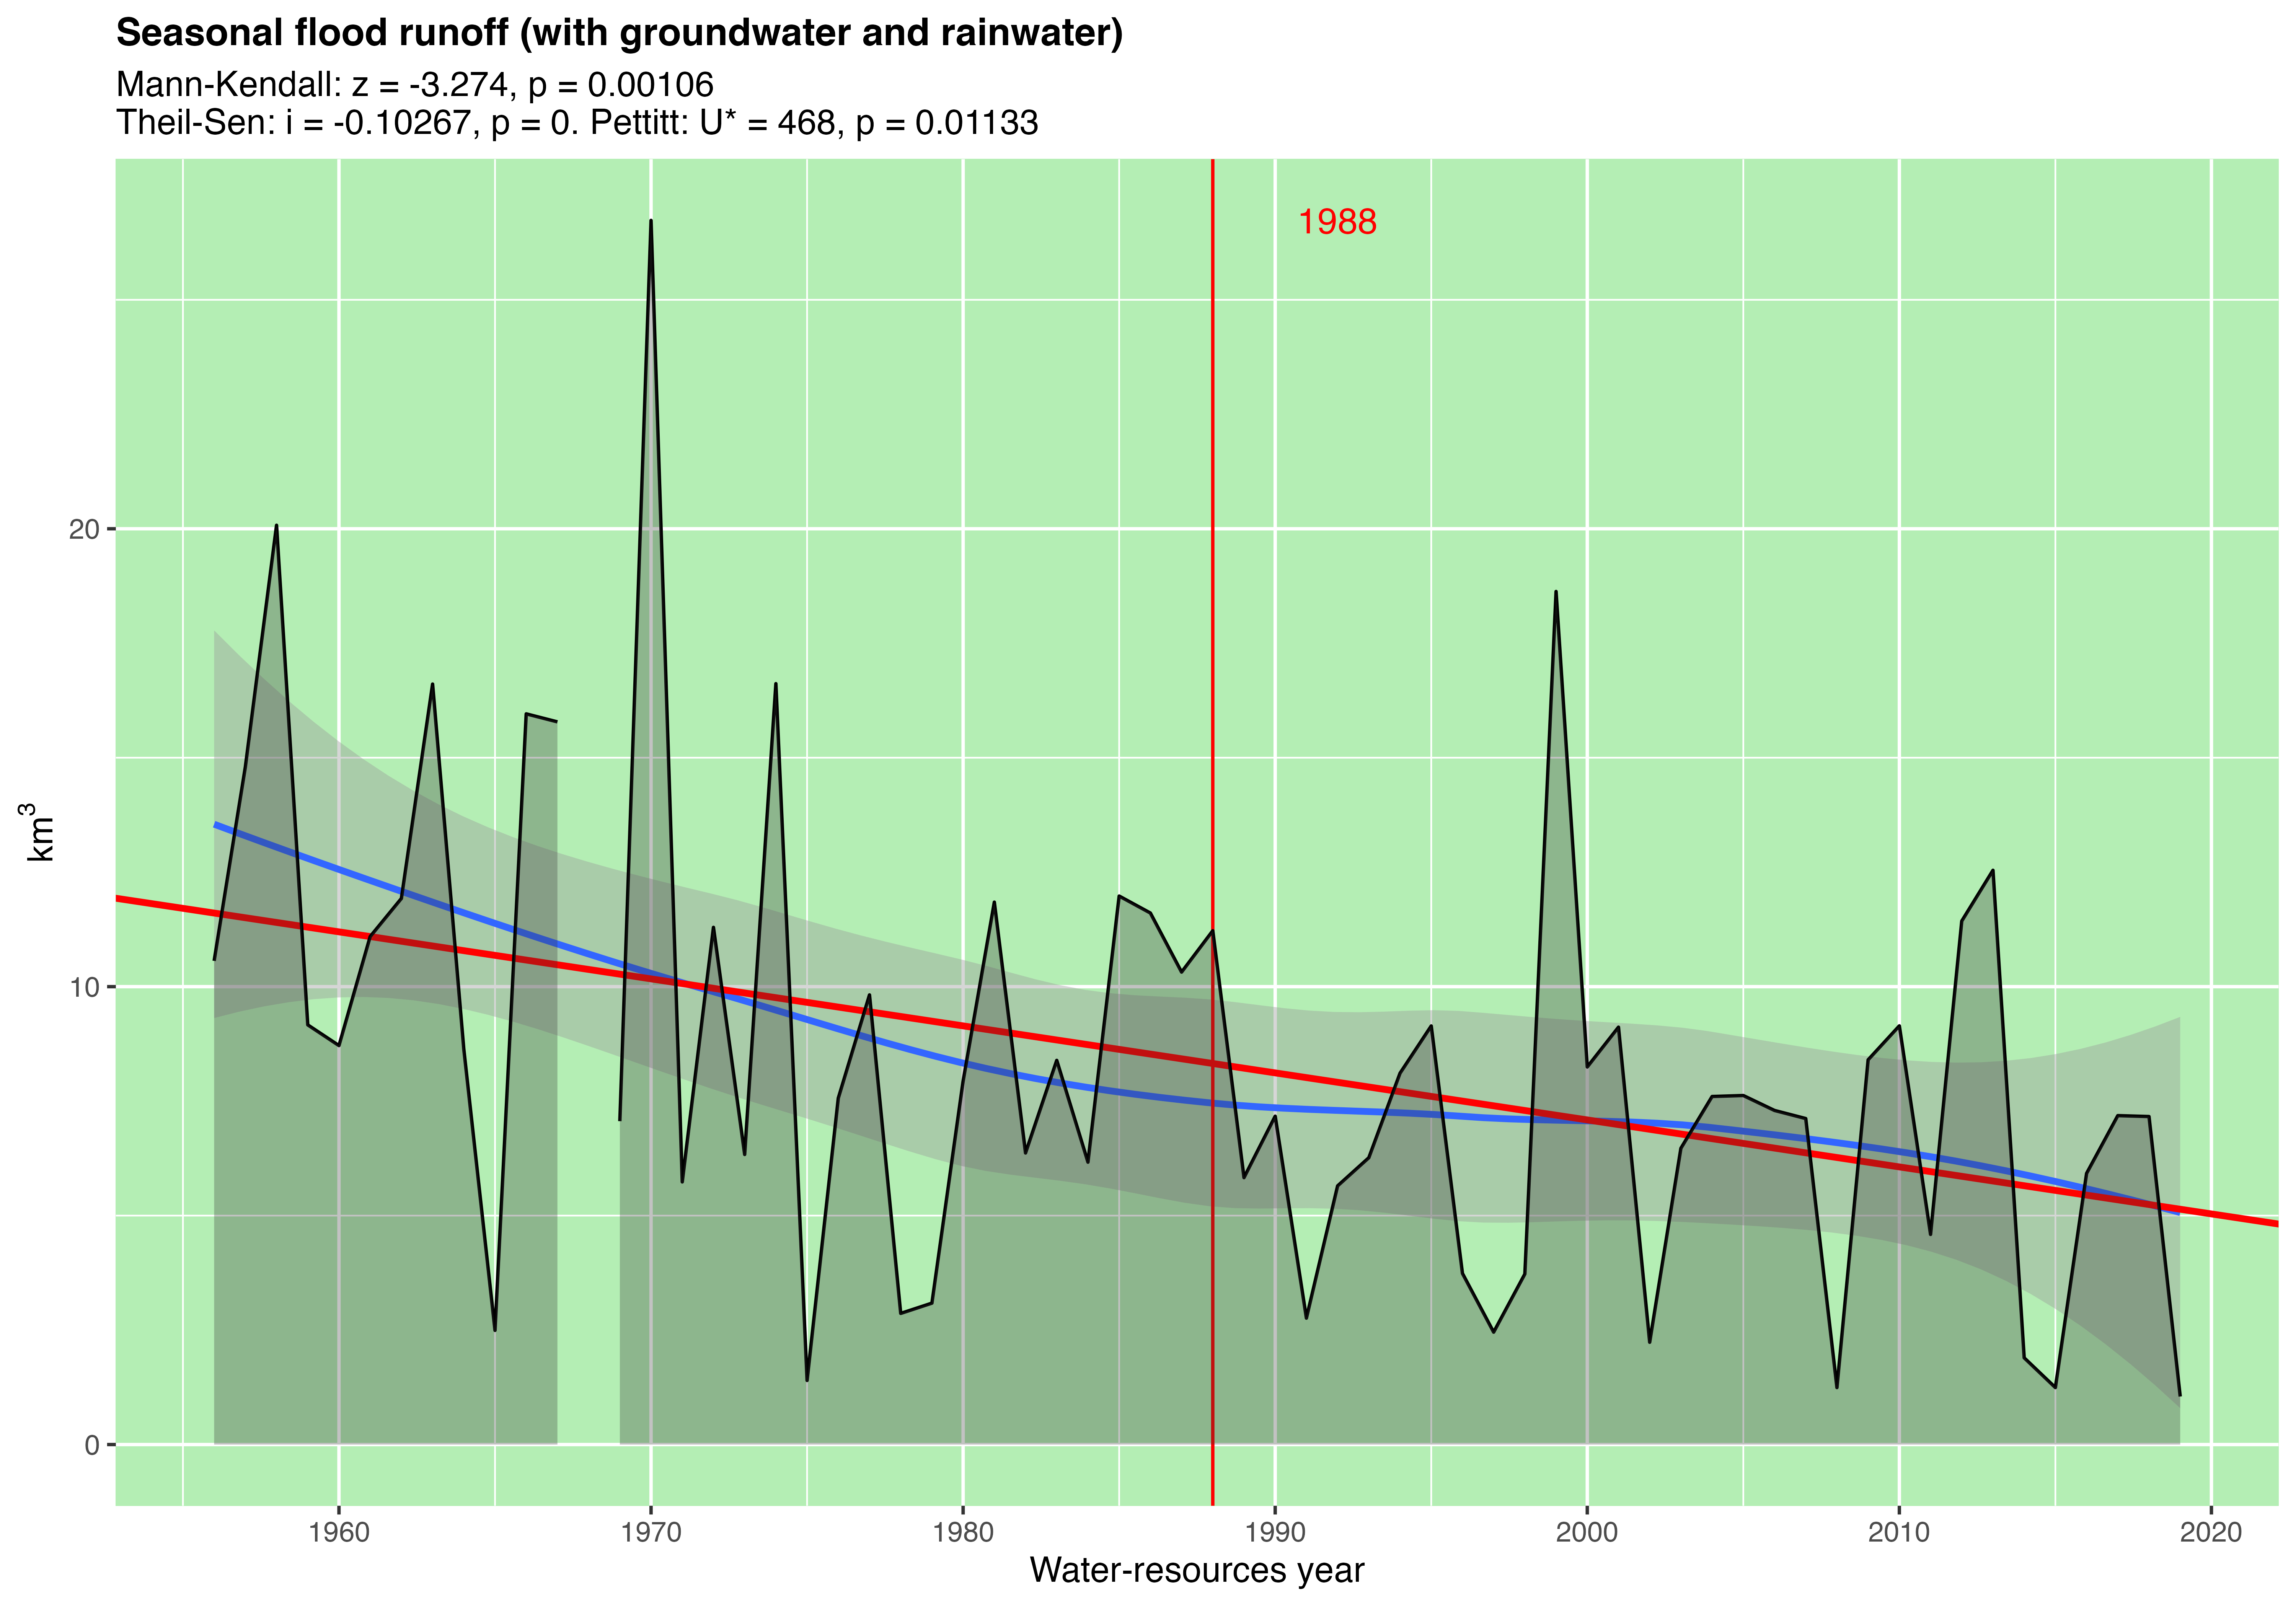 Seasonal flood runoff (with groundwater and rainwater)
Mann-Kendall: z = -3.274, p = 0.00106
Theil-Sen: i = -0.10267, p = 0. Pettitt: U* = 468, p = 0.01133
1988
20
10
0
km³
1960 1970 1980 1990 2000 2010 2020
Water-resources year